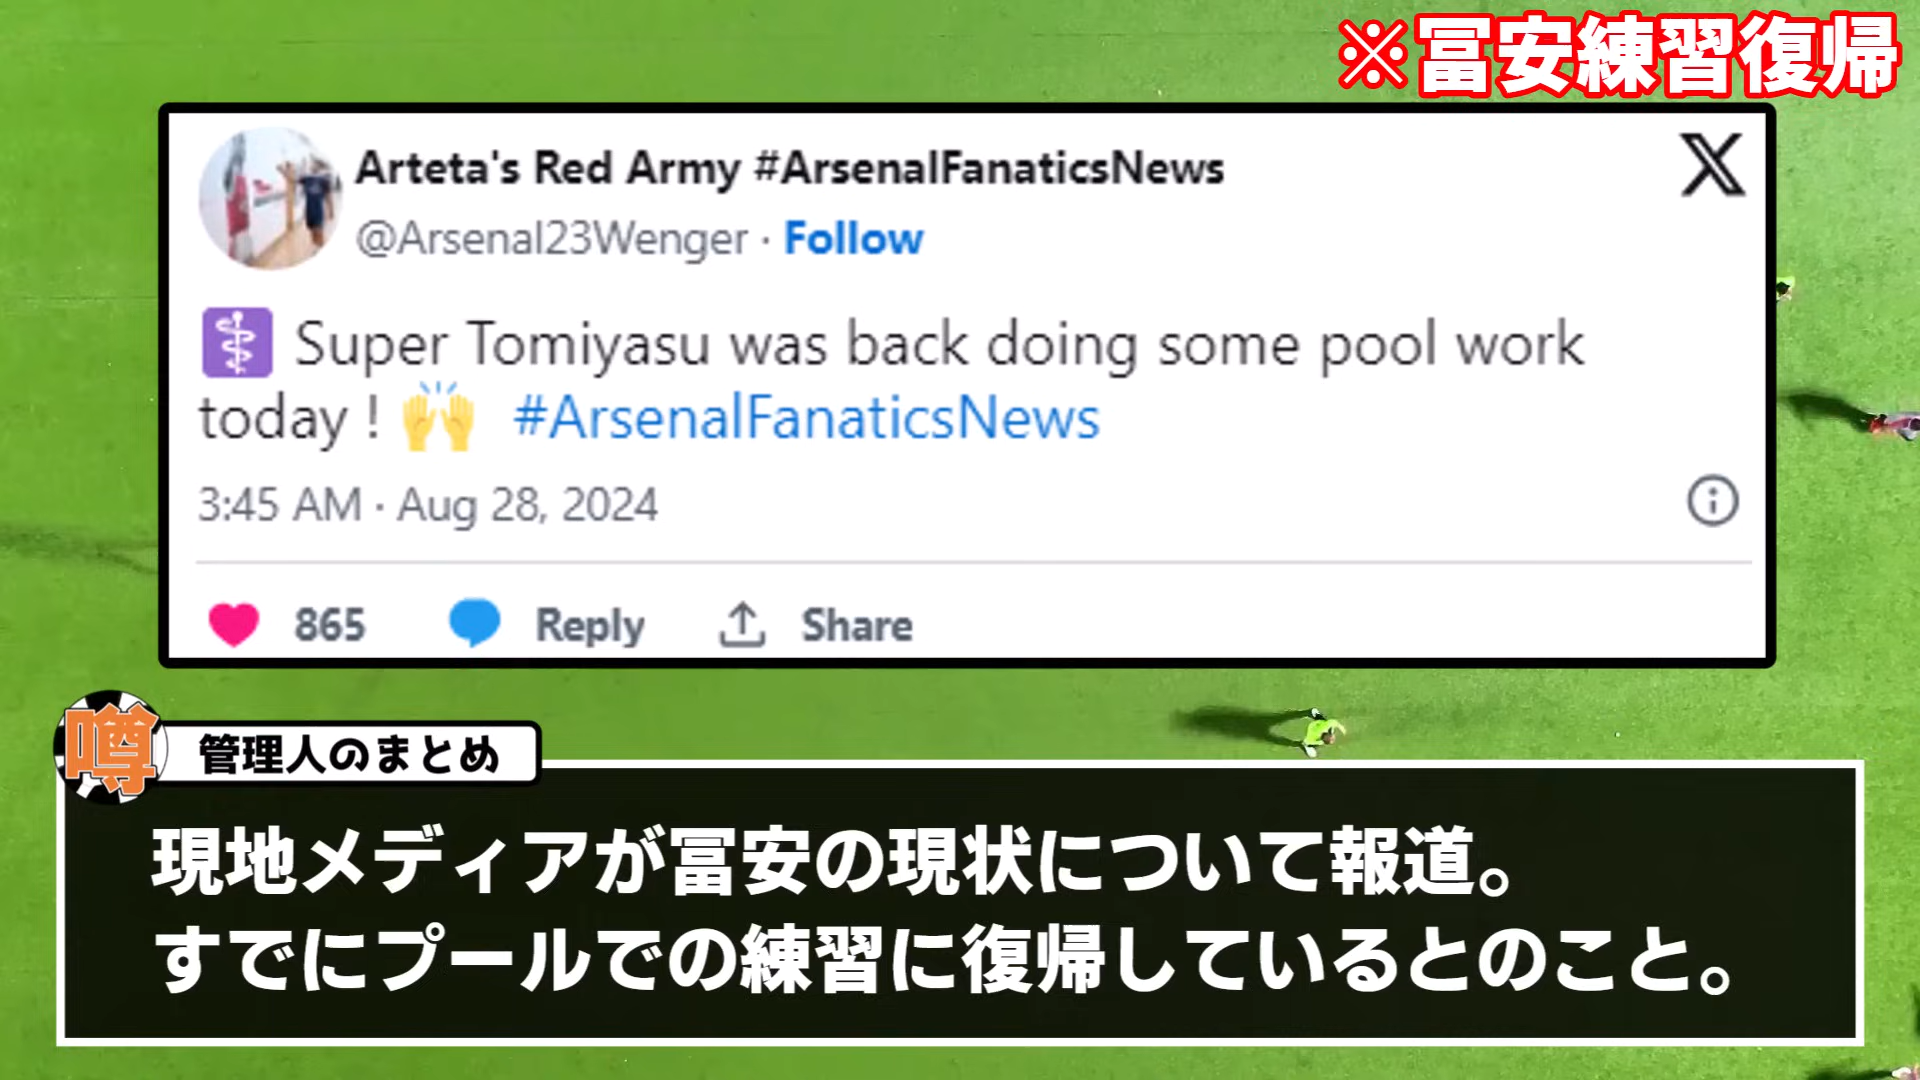 ※冨安練習復帰
Arteta's Red Army #ArsenalFanaticsNews
@Arsenal23Wenger · Follow
⚕️ Super Tomiyasu was back doing some pool work
today ! 🙌 #ArsenalFanaticsNews
3:45 AM · Aug 28, 2024
865 Reply Share
噂 管理人のまとめ
現地メディアが冨安の現状について報道。
すでにプールでの練習に復帰しているとのこと。